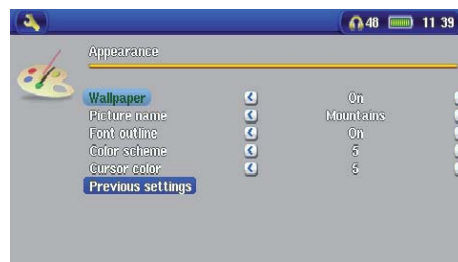 48 11 39
Appearance
Wallpaper On
Picture name Mountains
Font outline On
Color scheme 5
Cursor color 5
Previous settings